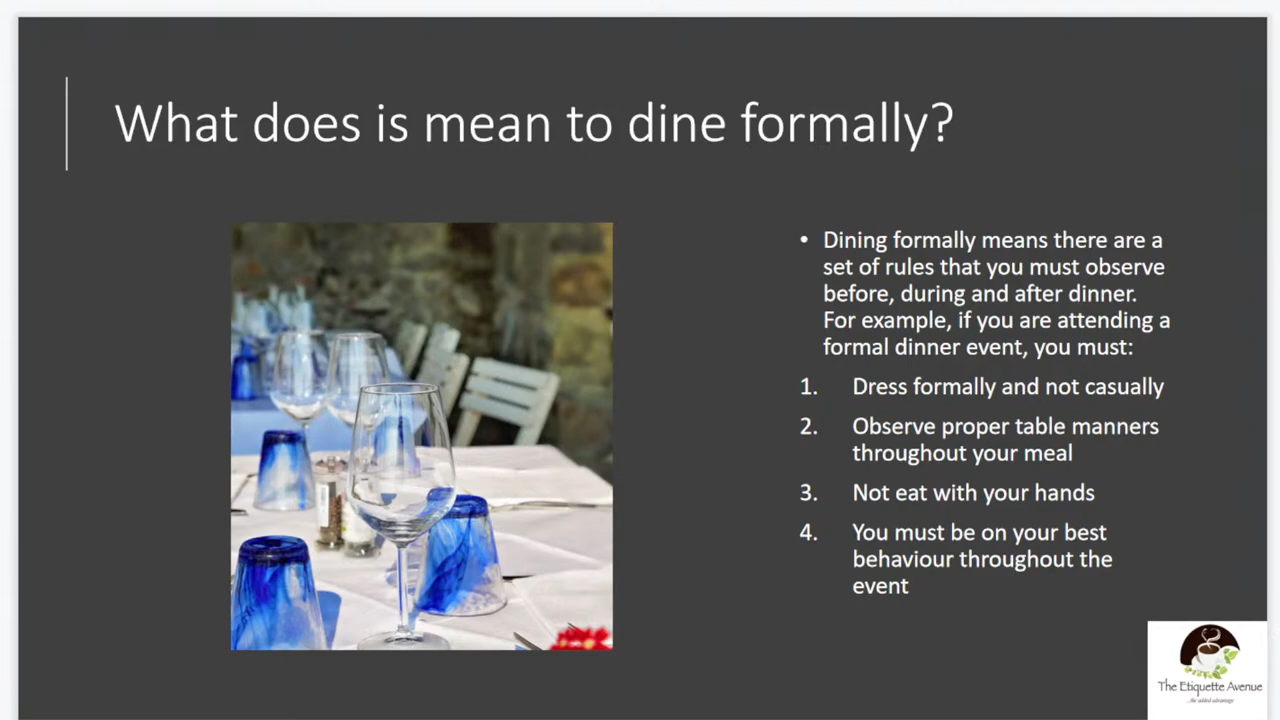 What does is mean to dine formally?
• Dining formally means there are a
set of rules that you must observe
before, during and after dinner.
For example, if you are attending a
formal dinner event, you must:
1. Dress formally and not casually
2. Observe proper table manners
throughout your meal
3. Not eat with your hands
4. You must be on your best
behaviour throughout the
event
The Etiquette Avenue
...the added advantage